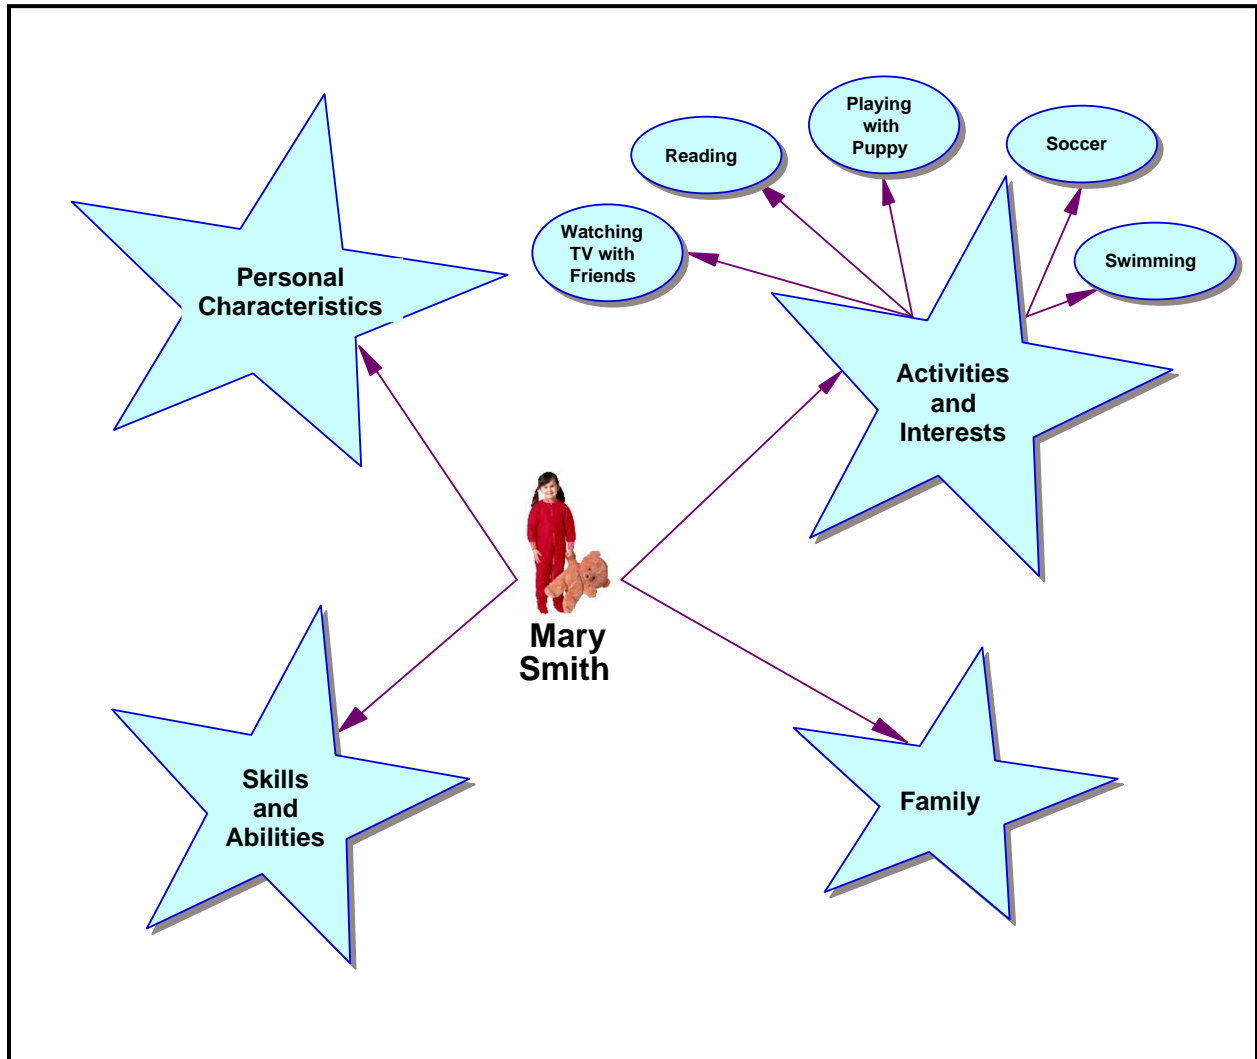 Personal
Characteristics
Watching
TV with
Friends
Reading
Playing
with
Puppy
Soccer
Swimming
Activities
and
Interests
Mary
Smith
Skills
and
Abilities
Family